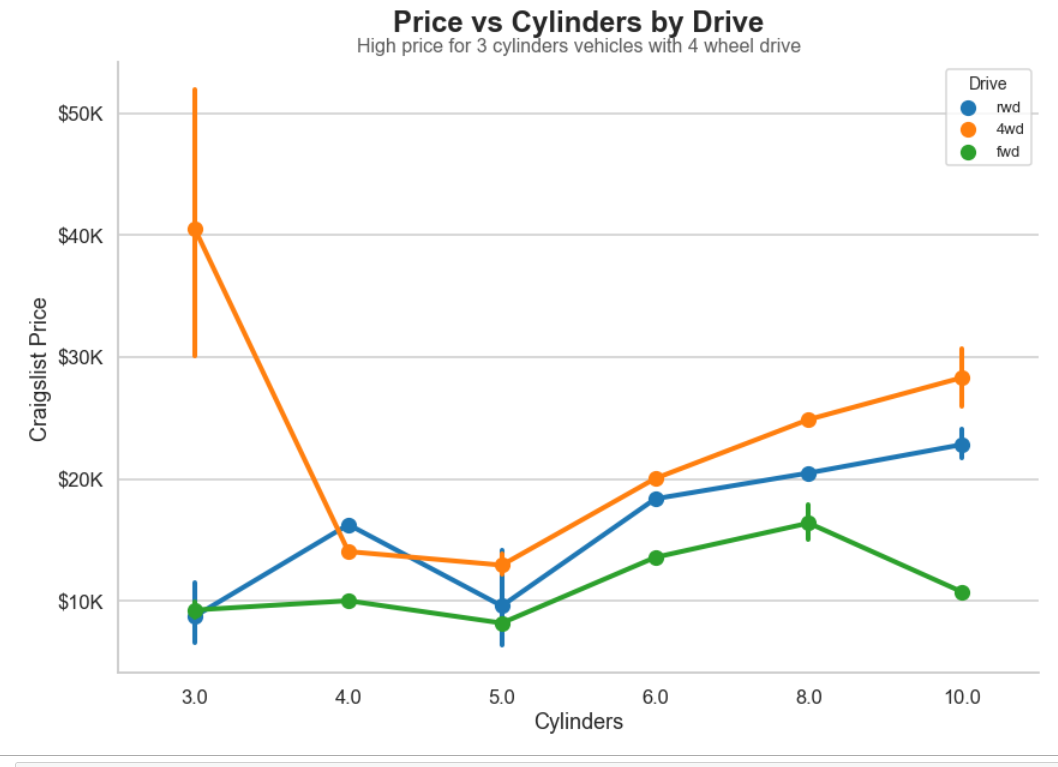 Price vs Cylinders by Drive
High price for 3 cylinders vehicles with 4 wheel drive
Drive
rwd
4wd
fwd
$50K
$40K
$30K
$20K
$10K
Craigslist Price
3.0 4.0 5.0 6.0 8.0 10.0
Cylinders